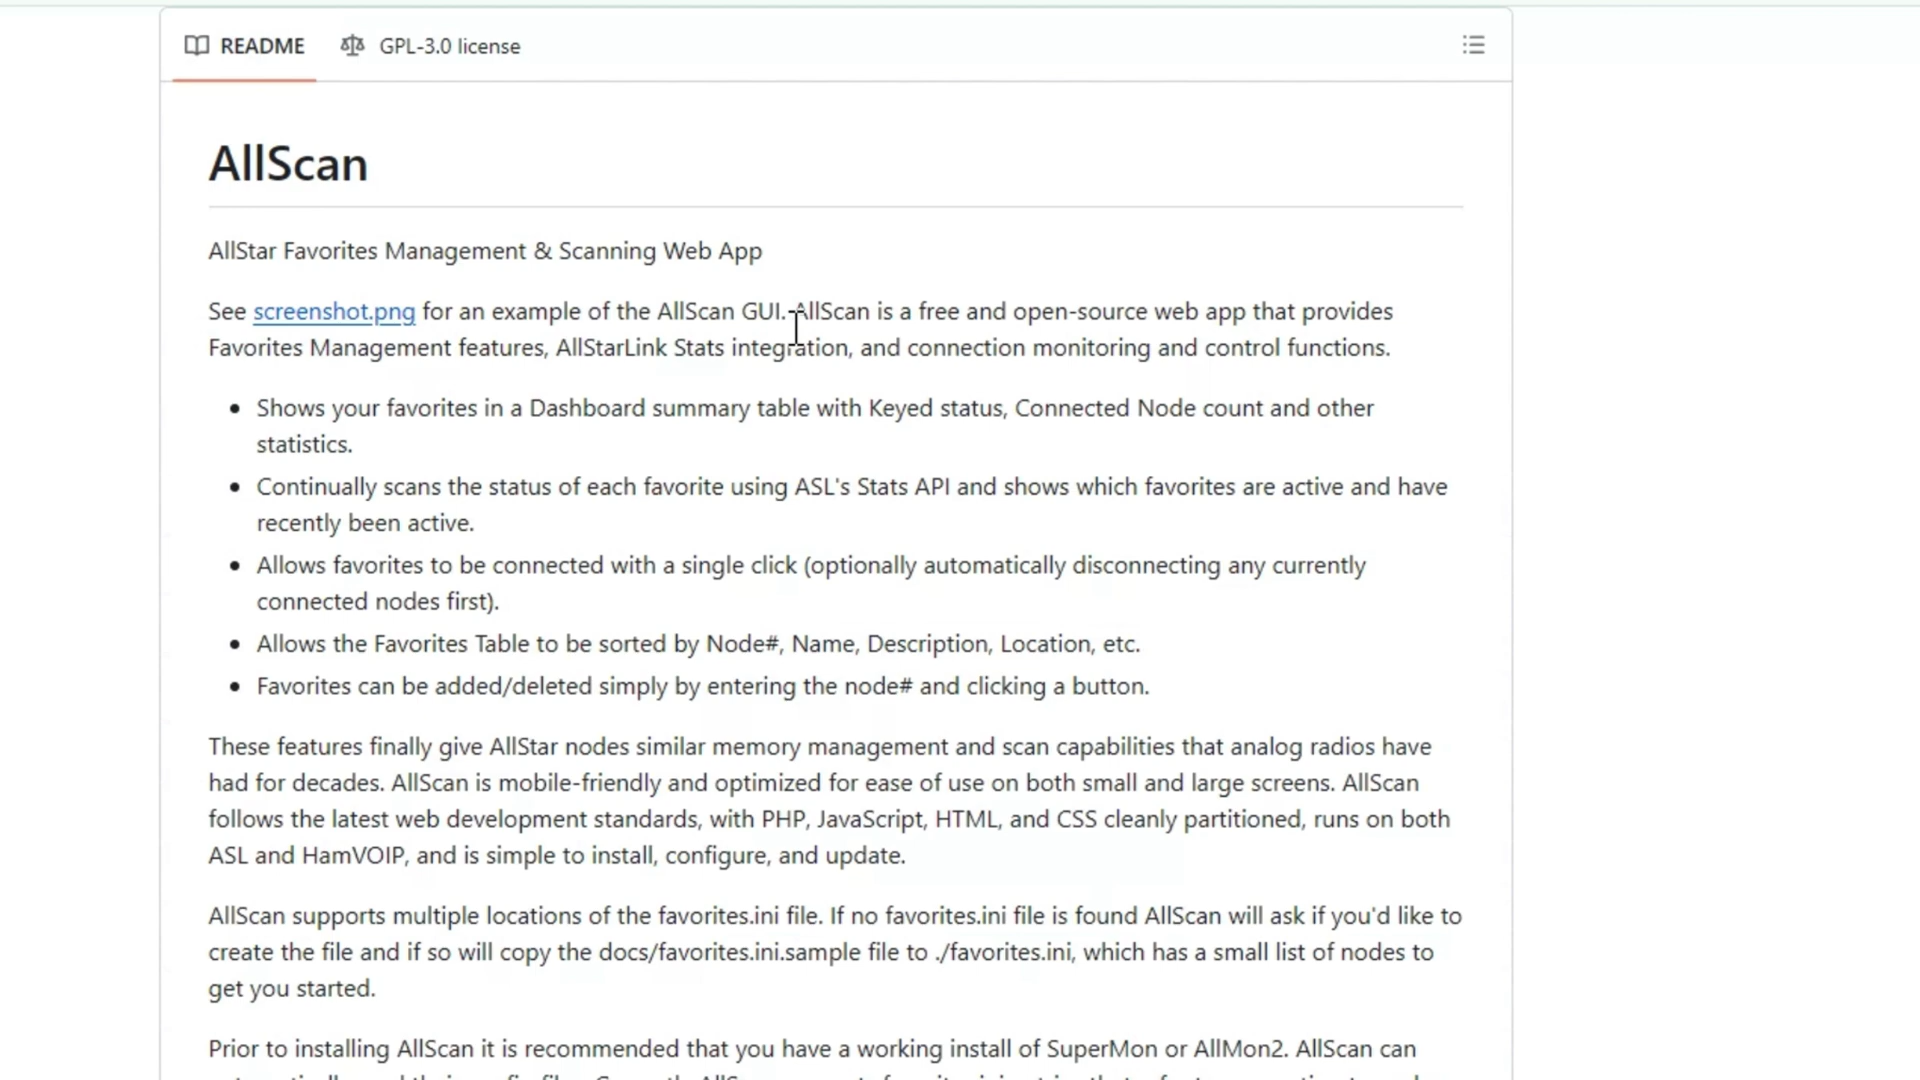 README
GPL-3.0 license
AllScan
AllStar Favorites Management & Scanning Web App
See screenshot.png for an example of the AllScan GUI. AllScan is a free and open-source web app that provides
Favorites Management features, AllStarLink Stats integration, and connection monitoring and control functions.
• Shows your favorites in a Dashboard summary table with Keyed status, Connected Node count and other
statistics.
• Continually scans the status of each favorite using ASL's Stats API and shows which favorites are active and have
recently been active.
• Allows favorites to be connected with a single click (optionally automatically disconnecting any currently
connected nodes first).
• Allows the Favorites Table to be sorted by Node#, Name, Description, Location, etc.
• Favorites can be added/deleted simply by entering the node# and clicking a button.
These features finally give AllStar nodes similar memory management and scan capabilities that analog radios have
had for decades. AllScan is mobile-friendly and optimized for ease of use on both small and large screens. AllScan
follows the latest web development standards, with PHP, JavaScript, HTML, and CSS cleanly partitioned, runs on both
ASL and HamVOIP, and is simple to install, configure, and update.
AllScan supports multiple locations of the favorites.ini file. If no favorites.ini file is found AllScan will ask if you'd like to
create the file and if so will copy the docs/favorites.ini.sample file to ./favorites.ini, which has a small list of nodes to
get you started.
Prior to installing AllScan it is recommended that you have a working install of SuperMon or AllMon2. AllScan can